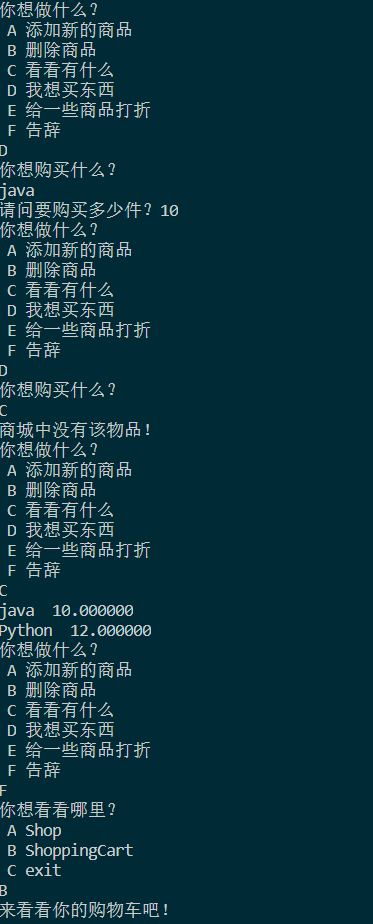 你想做什么?
A 添加新的商品
B 删除商品
C 看看有什么
D 我想买东西
E 给一些商品打折
F 告辞
D
你想购买什么?
java
请问要购买多少件? 10
你想做什么?
A 添加新的商品
B 删除商品
C 看看有什么
D 我想买东西
E 给一些商品打折
F 告辞
D
你想购买什么?
C
商城中没有该物品!
你想做什么?
A 添加新的商品
B 删除商品
C 看看有什么
D 我想买东西
E 给一些商品打折
F 告辞
C
java  10.000000
Python  12.000000
你想做什么?
A 添加新的商品
B 删除商品
C 看看有什么
D 我想买东西
E 给一些商品打折
F 告辞
F
你想看看哪里?
A Shop
B ShoppingCart
C exit
B
来看看你的购物车吧!